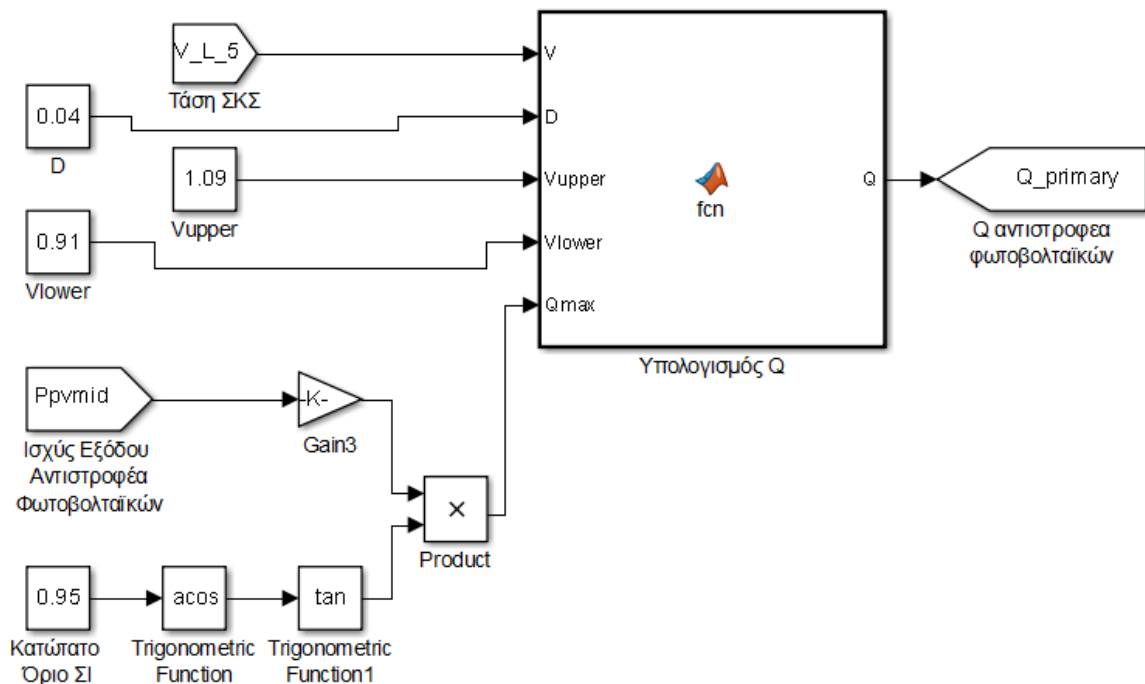 V_L_5
Τάση ΣΚΣ
0.04
D
1.09
Vupper
0.91
Vlower
V
D
Vupper
Vlower
Qmax
fcn
Q
Υπολογισμός Q
Q_primary
Q αντιστροφεα
φωτοβολταϊκών
Ppvmid
Ισχύς Εξόδου
Αντιστροφέα
Φωτοβολταϊκών
-K-
Gain3
×
Product
0.95
Κατώτατο
Όριο ΣΙ
acos
Trigonometric
Function
tan
Trigonometric
Function1